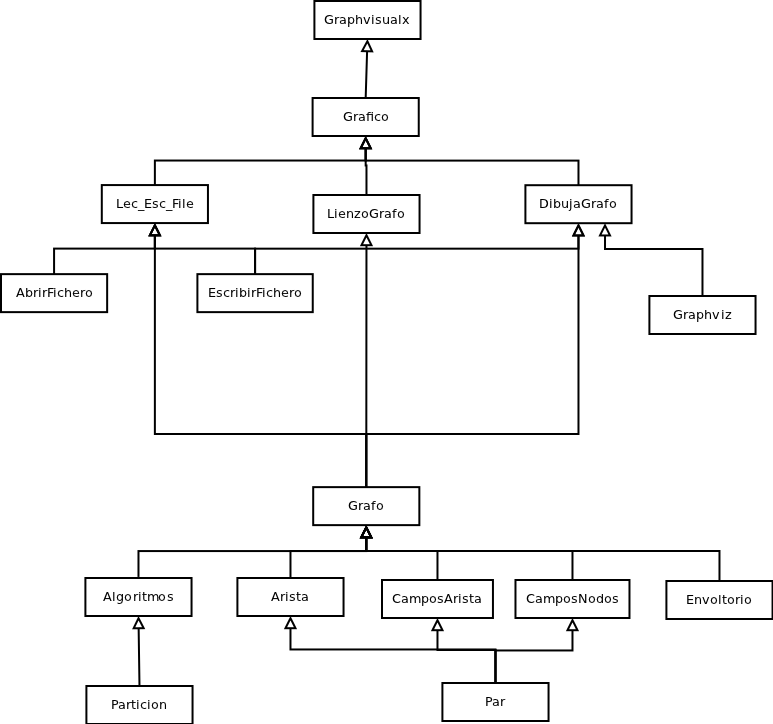 Graphvisualx
Grafico
Lec_Esc_File
LienzoGrafo
DibujaGrafo
AbrirFichero
EscribirFichero
Graphviz
Grafo
Algoritmos
Arista
CamposArista
CamposNodos
Envoltorio
Particion
Par